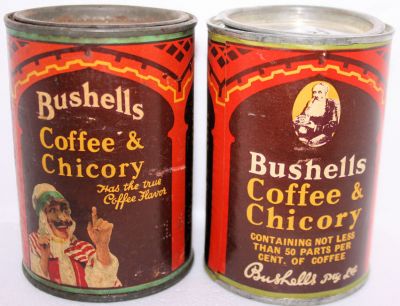 Bushells
Coffee &
Chicory
Has the true
Coffee Flavor
Bushells
Coffee &
Chicory
CONTAINING NOT LESS
THAN 50 PARTS PER
CENT. OF COFFEE
Bushell's Pty Ltd